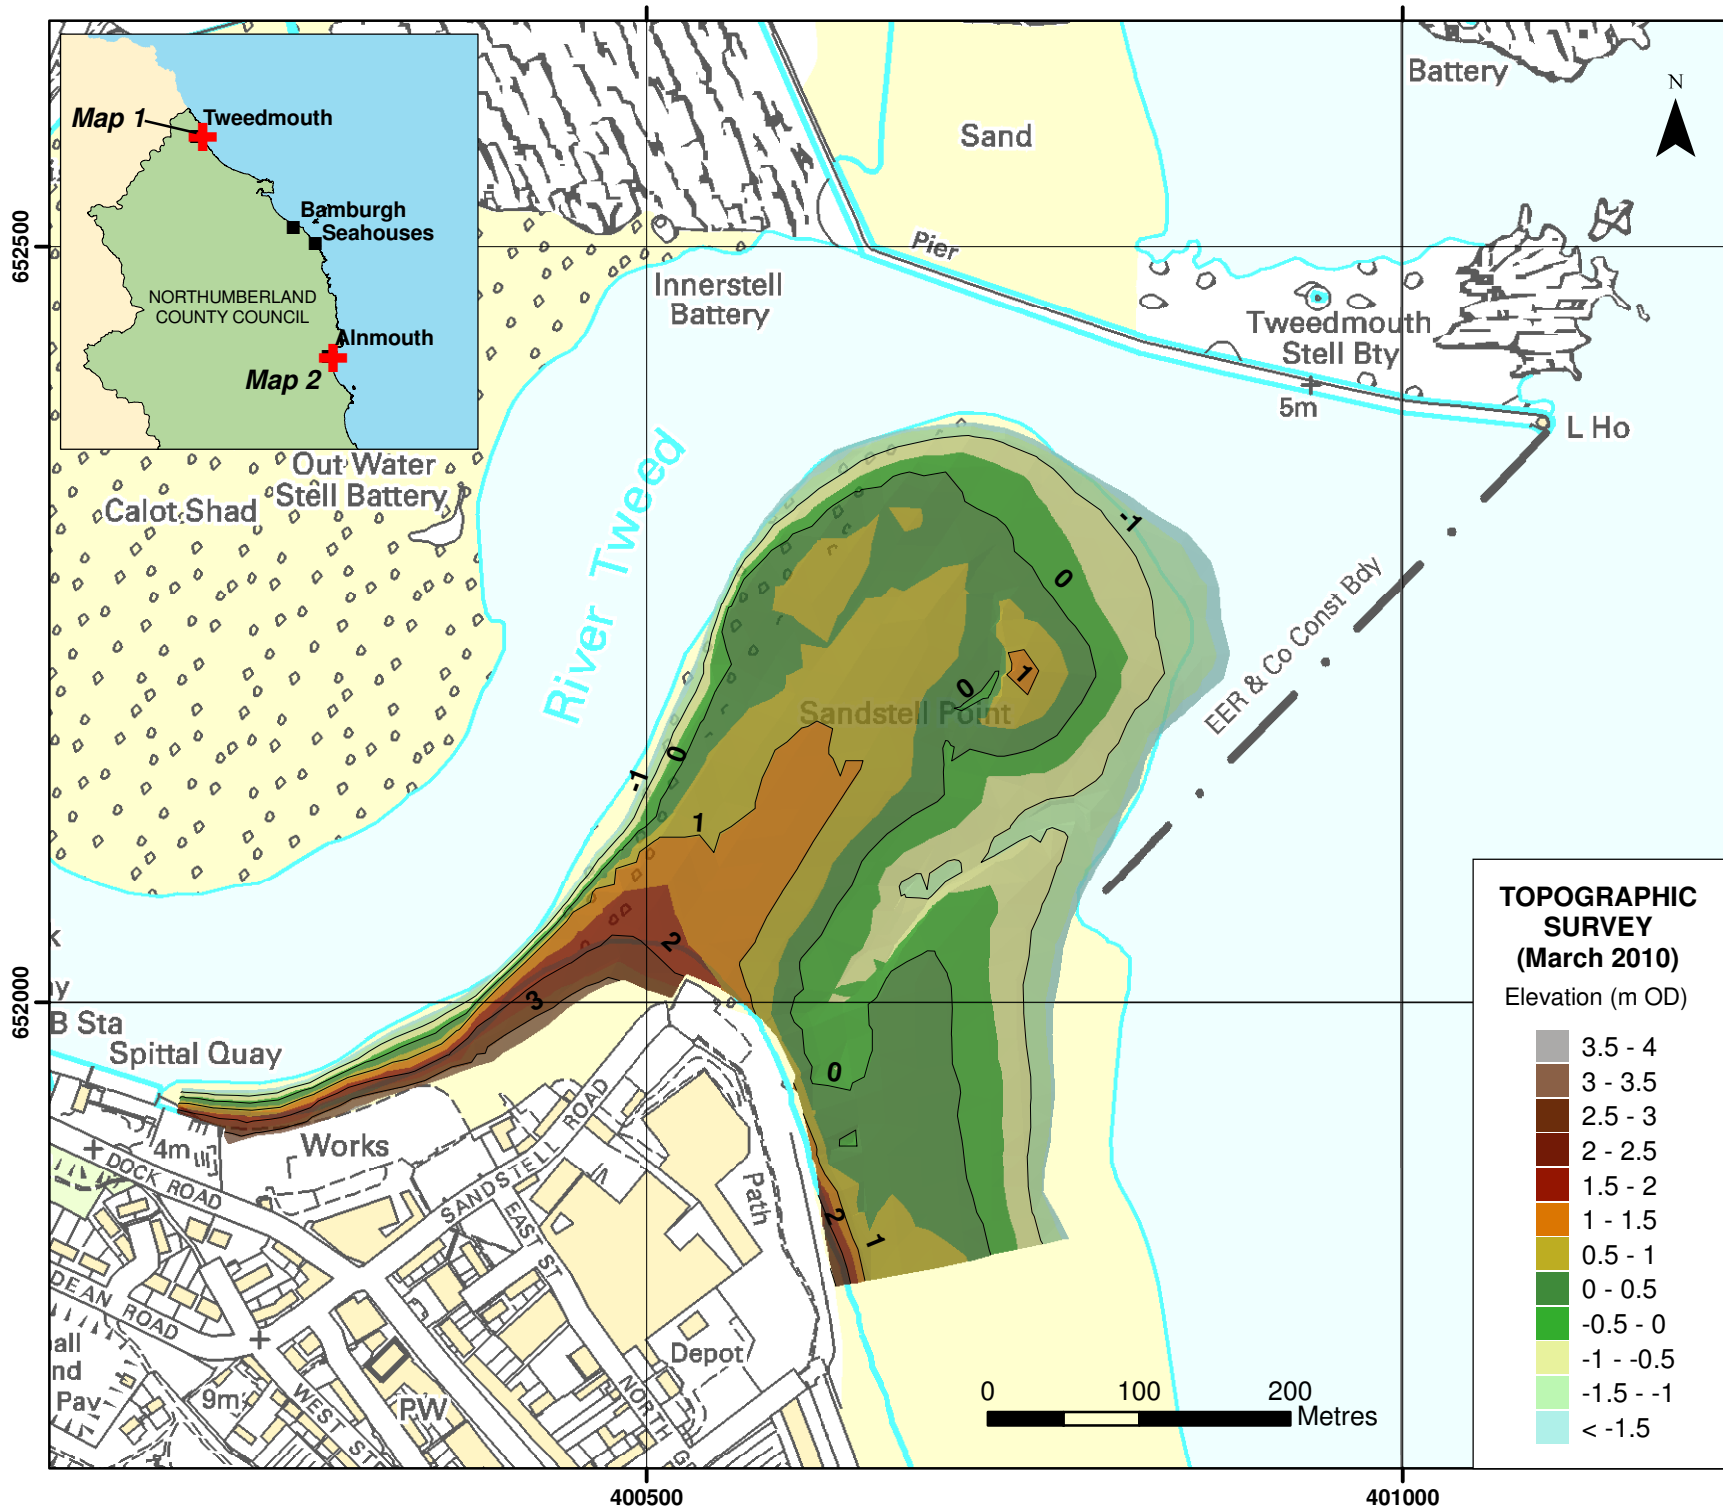 Map 1
Tweedmouth
Bamburgh
Seahouses
NORTHUMBERLAND
COUNTY COUNCIL
Alnmouth
Map 2
Battery
N
Sand
Pier
Innerstell
Battery
Tweedmouth
Stell Bty
5m
L Ho
652500
Out Water
Stell Battery
Calot Shad
River Tweed
-1
0
0
1
Sandstell Point
EER & Co Const Bdy
-1
0
1
2
3
652000
B Sta
Spittal Quay
0
Works
4m
DOCK ROAD
SANDSTELL ROAD
EAST ST
Path
2
1
DEAN ROAD
Depot
Pav
9m
WEST ST
PW
NORTH G
0 100 200
Metres
TOPOGRAPHIC
SURVEY
(March 2010)
Elevation (m OD)
3.5 - 4
3 - 3.5
2.5 - 3
2 - 2.5
1.5 - 2
1 - 1.5
0.5 - 1
0 - 0.5
-0.5 - 0
-1 - -0.5
-1.5 - -1
< -1.5
400500
401000